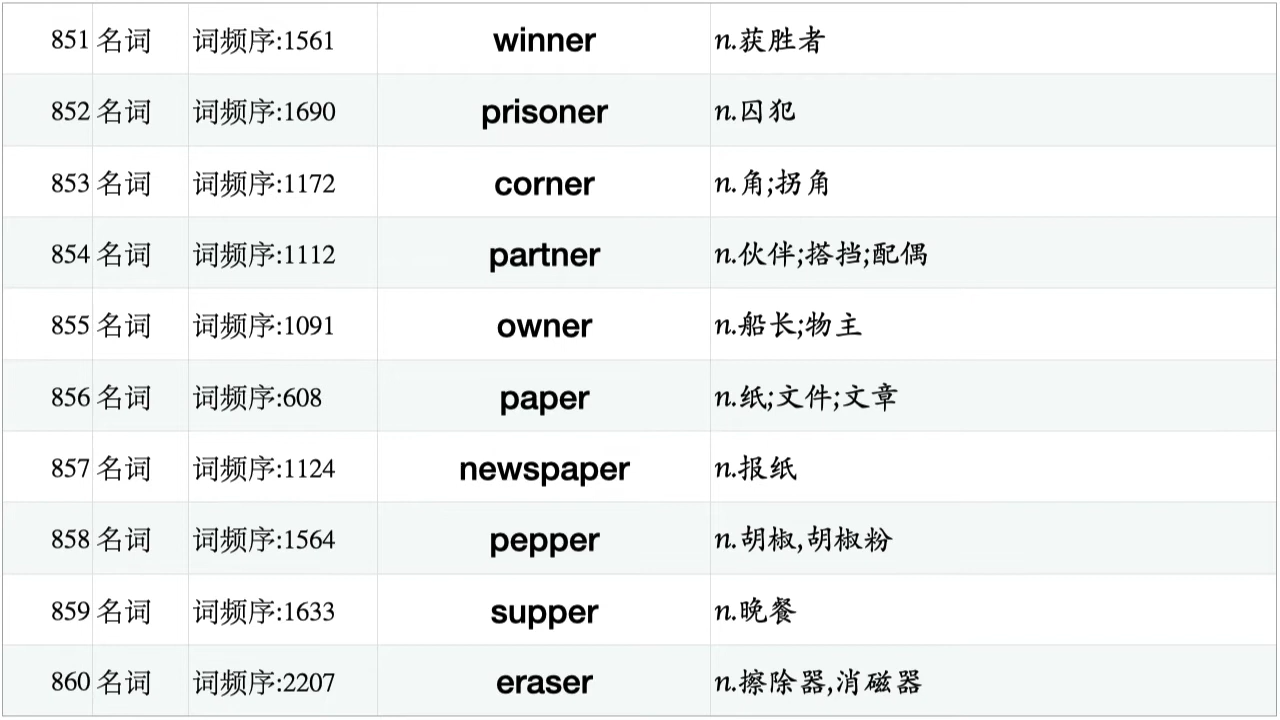 851 名词 词频序:1561 winner n.获胜者
852 名词 词频序:1690 prisoner n.囚犯
853 名词 词频序:1172 corner n.角;拐角
854 名词 词频序:1112 partner n.伙伴;搭挡;配偶
855 名词 词频序:1091 owner n.船长;物主
856 名词 词频序:608 paper n.纸;文件;文章
857 名词 词频序:1124 newspaper n.报纸
858 名词 词频序:1564 pepper n.胡椒,胡椒粉
859 名词 词频序:1633 supper n.晚餐
860 名词 词频序:2207 eraser n.擦除器,消磁器